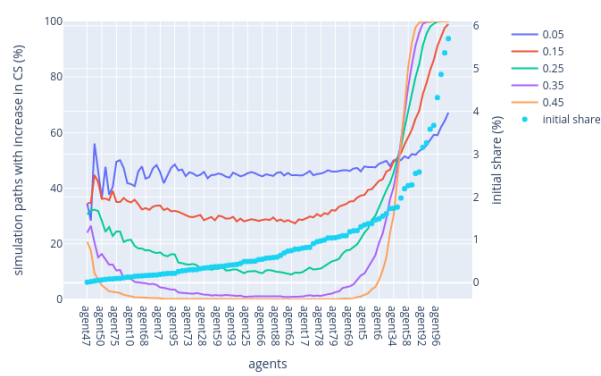 simulation paths with increase in CS (%)
100
80
60
40
20
0
6
5
4
3
2
1
0
initial share (%)
agent47
agent50
agent75
agent10
agent68
agent7
agent95
agent73
agent28
agent59
agent93
agent25
agent66
agent88
agent62
agent17
agent78
agent79
agent69
agent5
agent6
agent34
agent58
agent92
agent96
agents
0.05
0.15
0.25
0.35
0.45
initial share